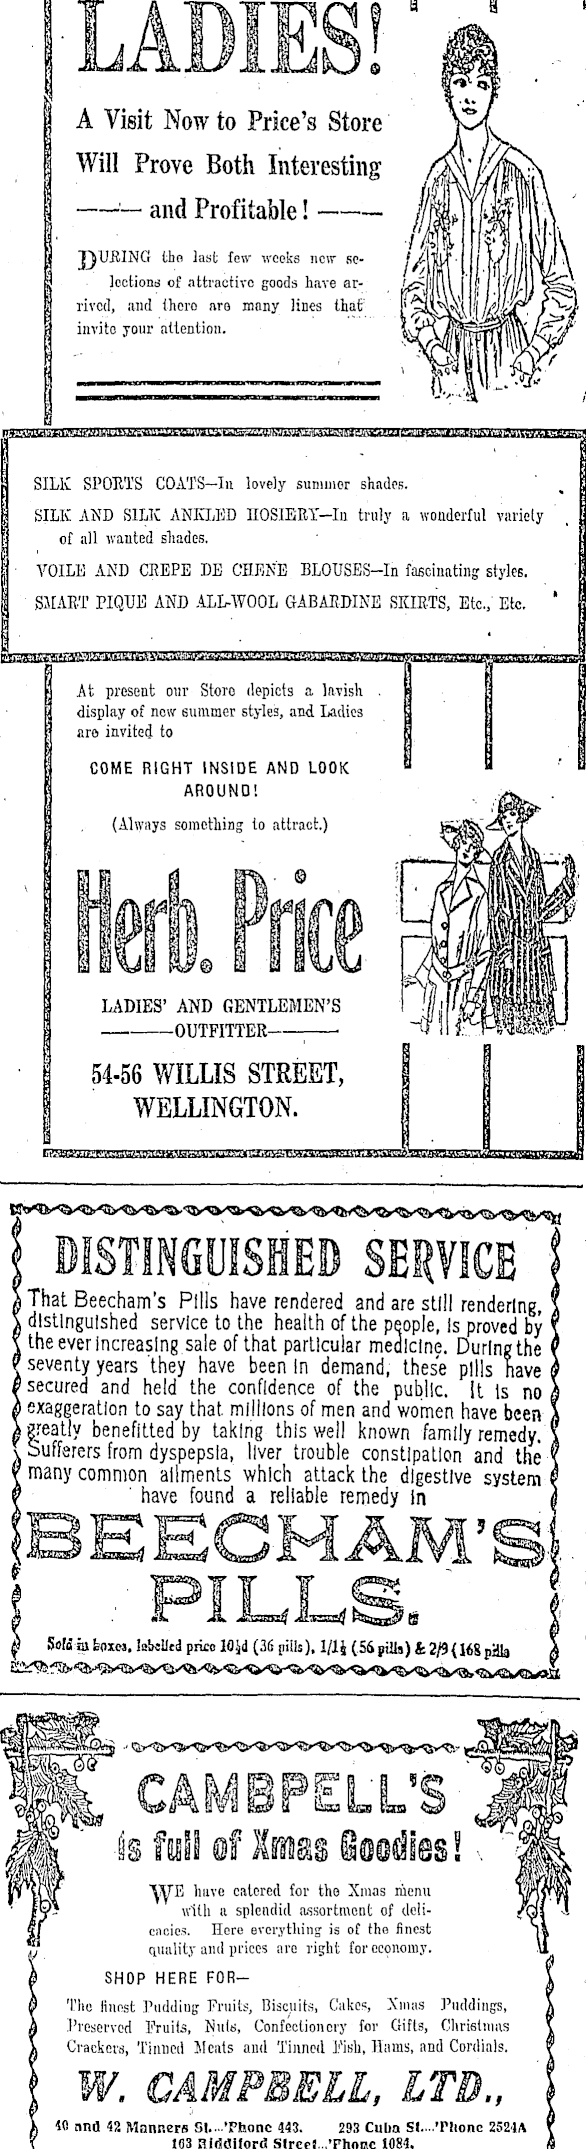 LADIES!
A Visit Now to Price's Store
Will Prove Both Interesting
—— and Profitable! ——
DURING the last few weeks new se-
lections of attractive goods have ar-
rived, and there are many lines that
invite your attention.
SILK SPORTS COATS—In lovely summer shades.
SILK AND SILK ANKLED HOSIERY—In truly a wonderful variety
of all wanted shades.
VOILE AND CREPE DE CHENE BLOUSES—In fascinating styles.
SMART PIQUE AND ALL-WOOL GABARDINE SKIRTS, Etc., Etc.
At present our Store depicts a lavish
display of new summer styles, and Ladies
are invited to
COME RIGHT INSIDE AND LOOK
AROUND!
(Always something to attract.)
Herb. Price
LADIES' AND GENTLEMEN'S
——OUTFITTER——
54-56 WILLIS STREET,
WELLINGTON.
DISTINGUISHED SERVICE
That Beecham's Pills have rendered and are still rendering,
distinguished service to the health of the people, is proved by
the ever increasing sale of that particular medicine. During the
seventy years they have been in demand, these pills have
secured and held the confidence of the public. It is no
exaggeration to say that millions of men and women have been
greatly benefitted by taking this well known family remedy.
Sufferers from dyspepsia, liver trouble constipation and the
many common ailments which attack the digestive system
have found a reliable remedy in
BEECHAM'S
PILLS.
Sold in boxes, labelled price 10½d (36 pills), 1/1½ (56 pills) & 2/9 (168 pills
CAMBPELL'S
is full of Xmas Goodies!
WE have catered for the Xmas menu
with a splendid assortment of deli-
cacies. Here everything is of the finest
quality and prices are right for economy.
SHOP HERE FOR—
The finest Pudding Fruits, Biscuits, Cakes, Xmas Puddings,
Preserved Fruits, Nuts, Confectionery for Gifts, Christmas
Crackers, Tinned Meats and Tinned Fish, Hams, and Cordials.
W. CAMPBELL, LTD.,
40 and 42 Manners St....'Phone 443. 293 Cuba St....'Phone 2524A
163 Riddiford Street...'Phone 1084.